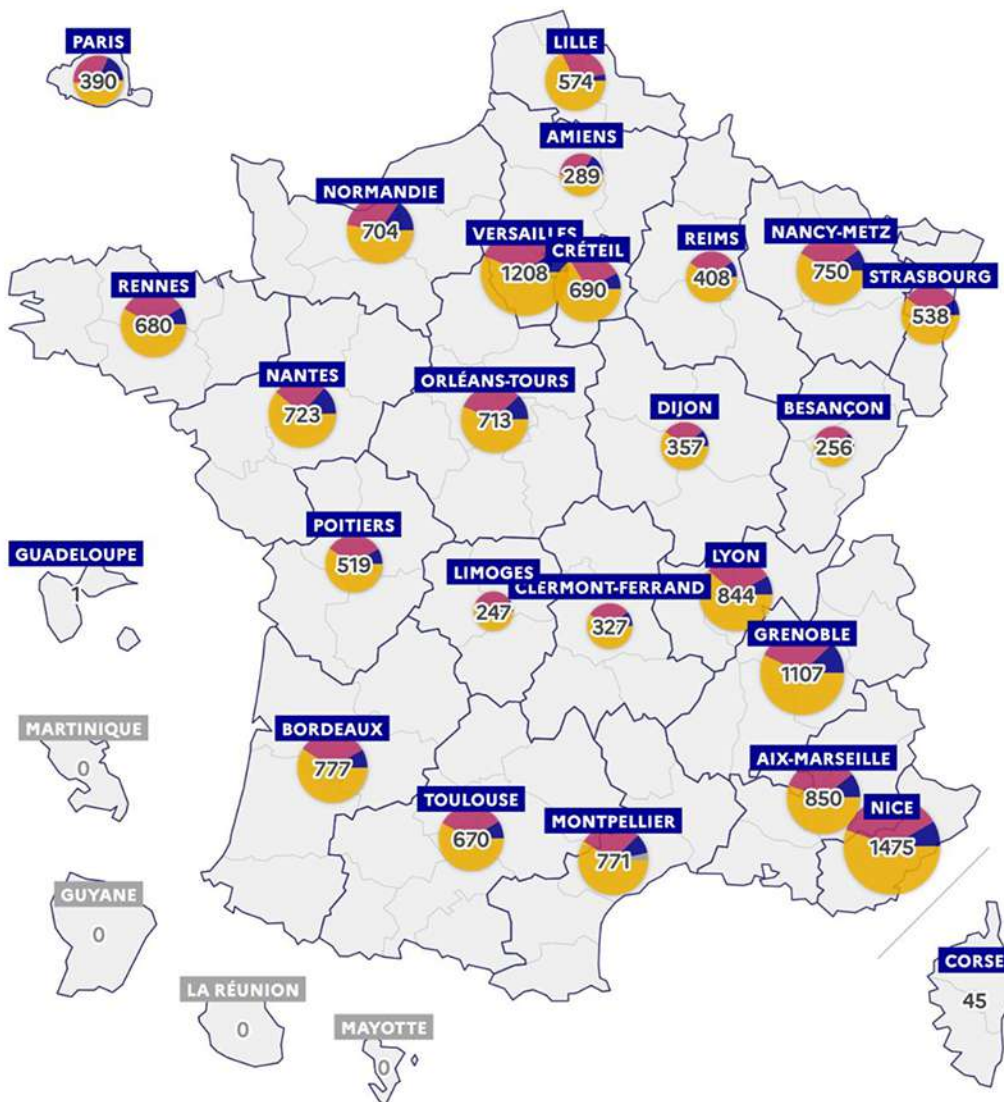 PARIS
390
LILLE
574
AMIENS
289
NORMANDIE
704
VERSAILLES
1208
CRÉTEIL
690
REIMS
408
NANCY-METZ
750
STRASBOURG
538
RENNES
680
NANTES
723
ORLÉANS-TOURS
713
DIJON
357
BESANÇON
256
POITIERS
519
GUADELOUPE
1
LIMOGES
247
CLERMONT-FERRAND
327
LYON
844
GRENOBLE
1107
MARTINIQUE
0
BORDEAUX
777
AIX-MARSEILLE
850
TOULOUSE
670
MONTPELLIER
771
NICE
1475
GUYANE
0
CORSE
45
LA RÉUNION
0
MAYOTTE
0